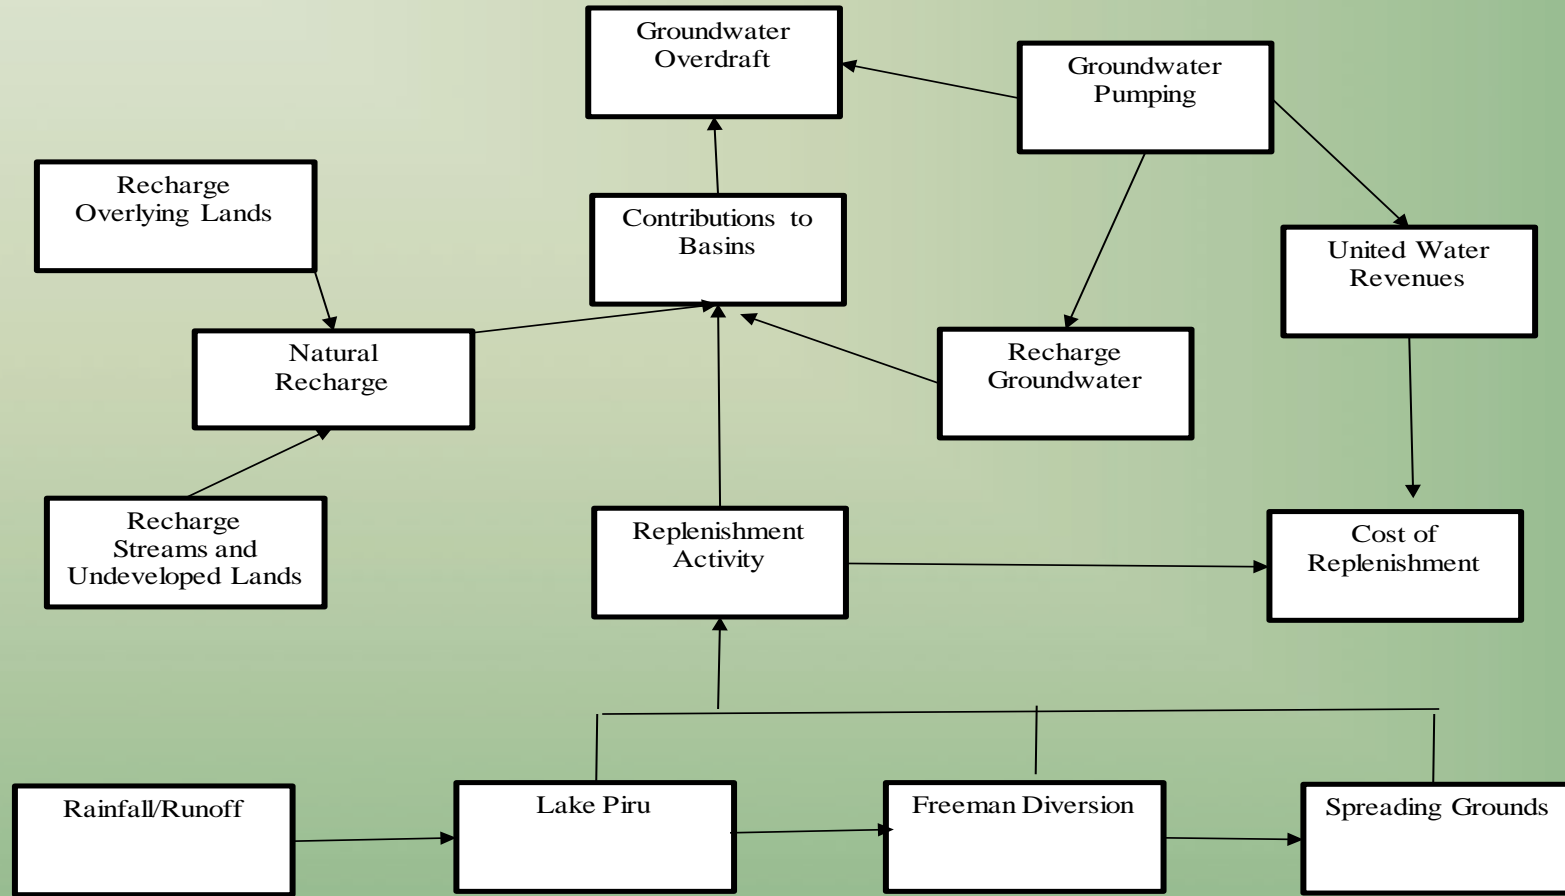 Groundwater
Overdraft
Groundwater
Pumping
Recharge
Overlying Lands
Contributions to
Basins
United Water
Revenues
Natural
Recharge
Recharge
Groundwater
Recharge
Streams and
Undeveloped Lands
Replenishment
Activity
Cost of
Replenishment
Rainfall/Runoff
Lake Piru
Freeman Diversion
Spreading Grounds